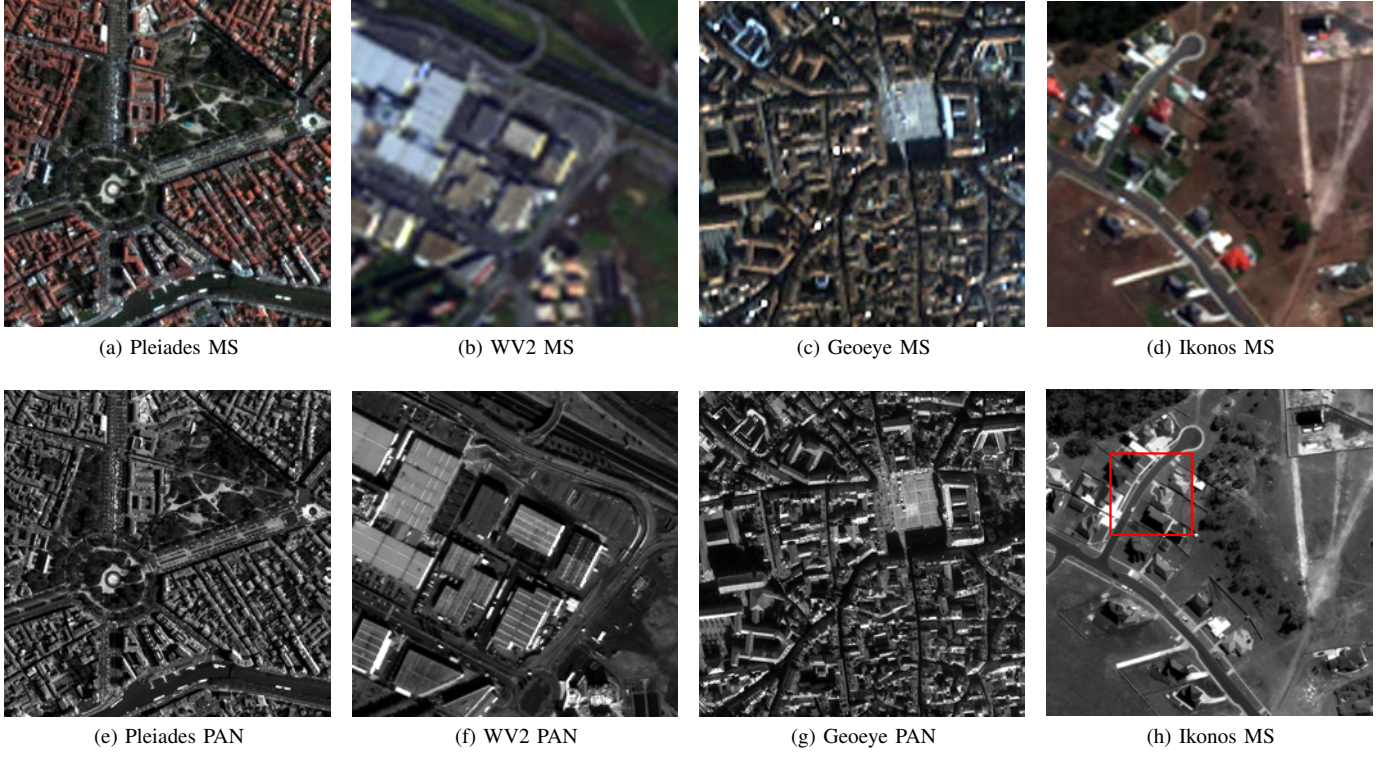 (a) Pleiades MS
(b) WV2 MS
(c) Geoeye MS
(d) Ikonos MS
(e) Pleiades PAN
(f) WV2 PAN
(g) Geoeye PAN
(h) Ikonos MS